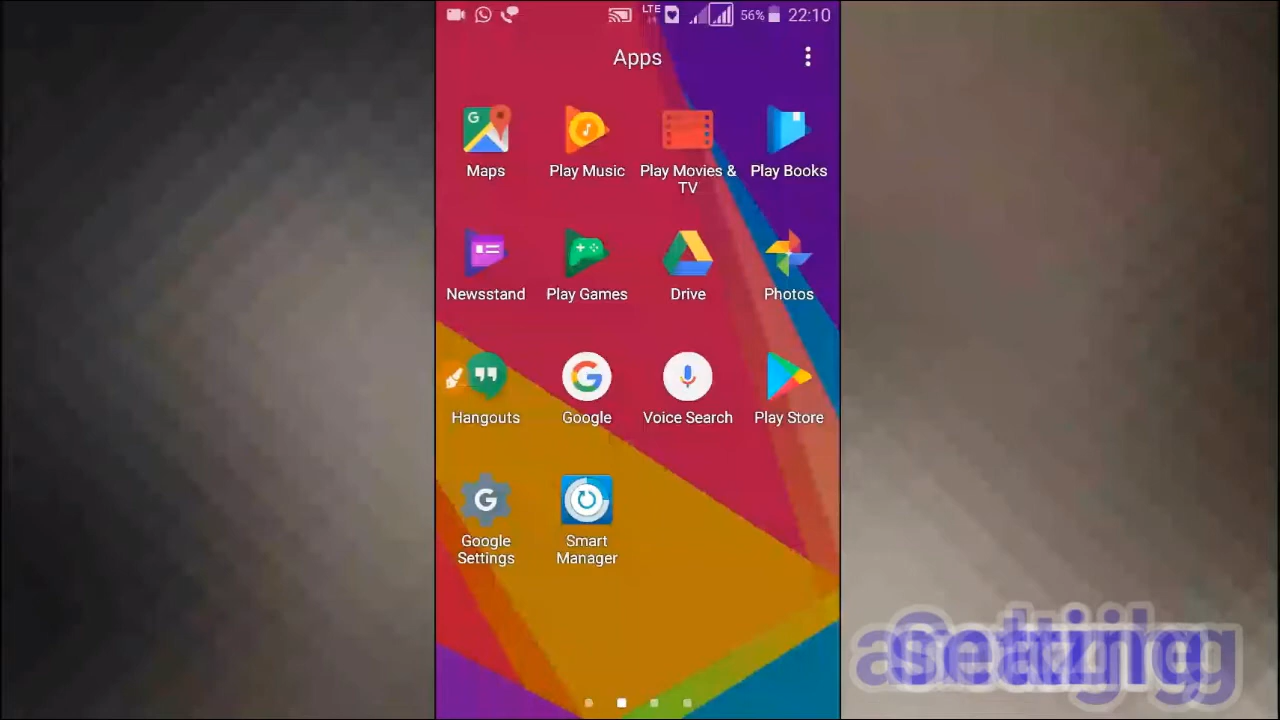 LTE
56%
22:10
Apps
G
Maps
Play Music
Play Movies & TV
Play Books
Newsstand
Play Games
Drive
Photos
Hangouts
G
Google
Voice Search
Play Store
G
Google Settings
Smart Manager